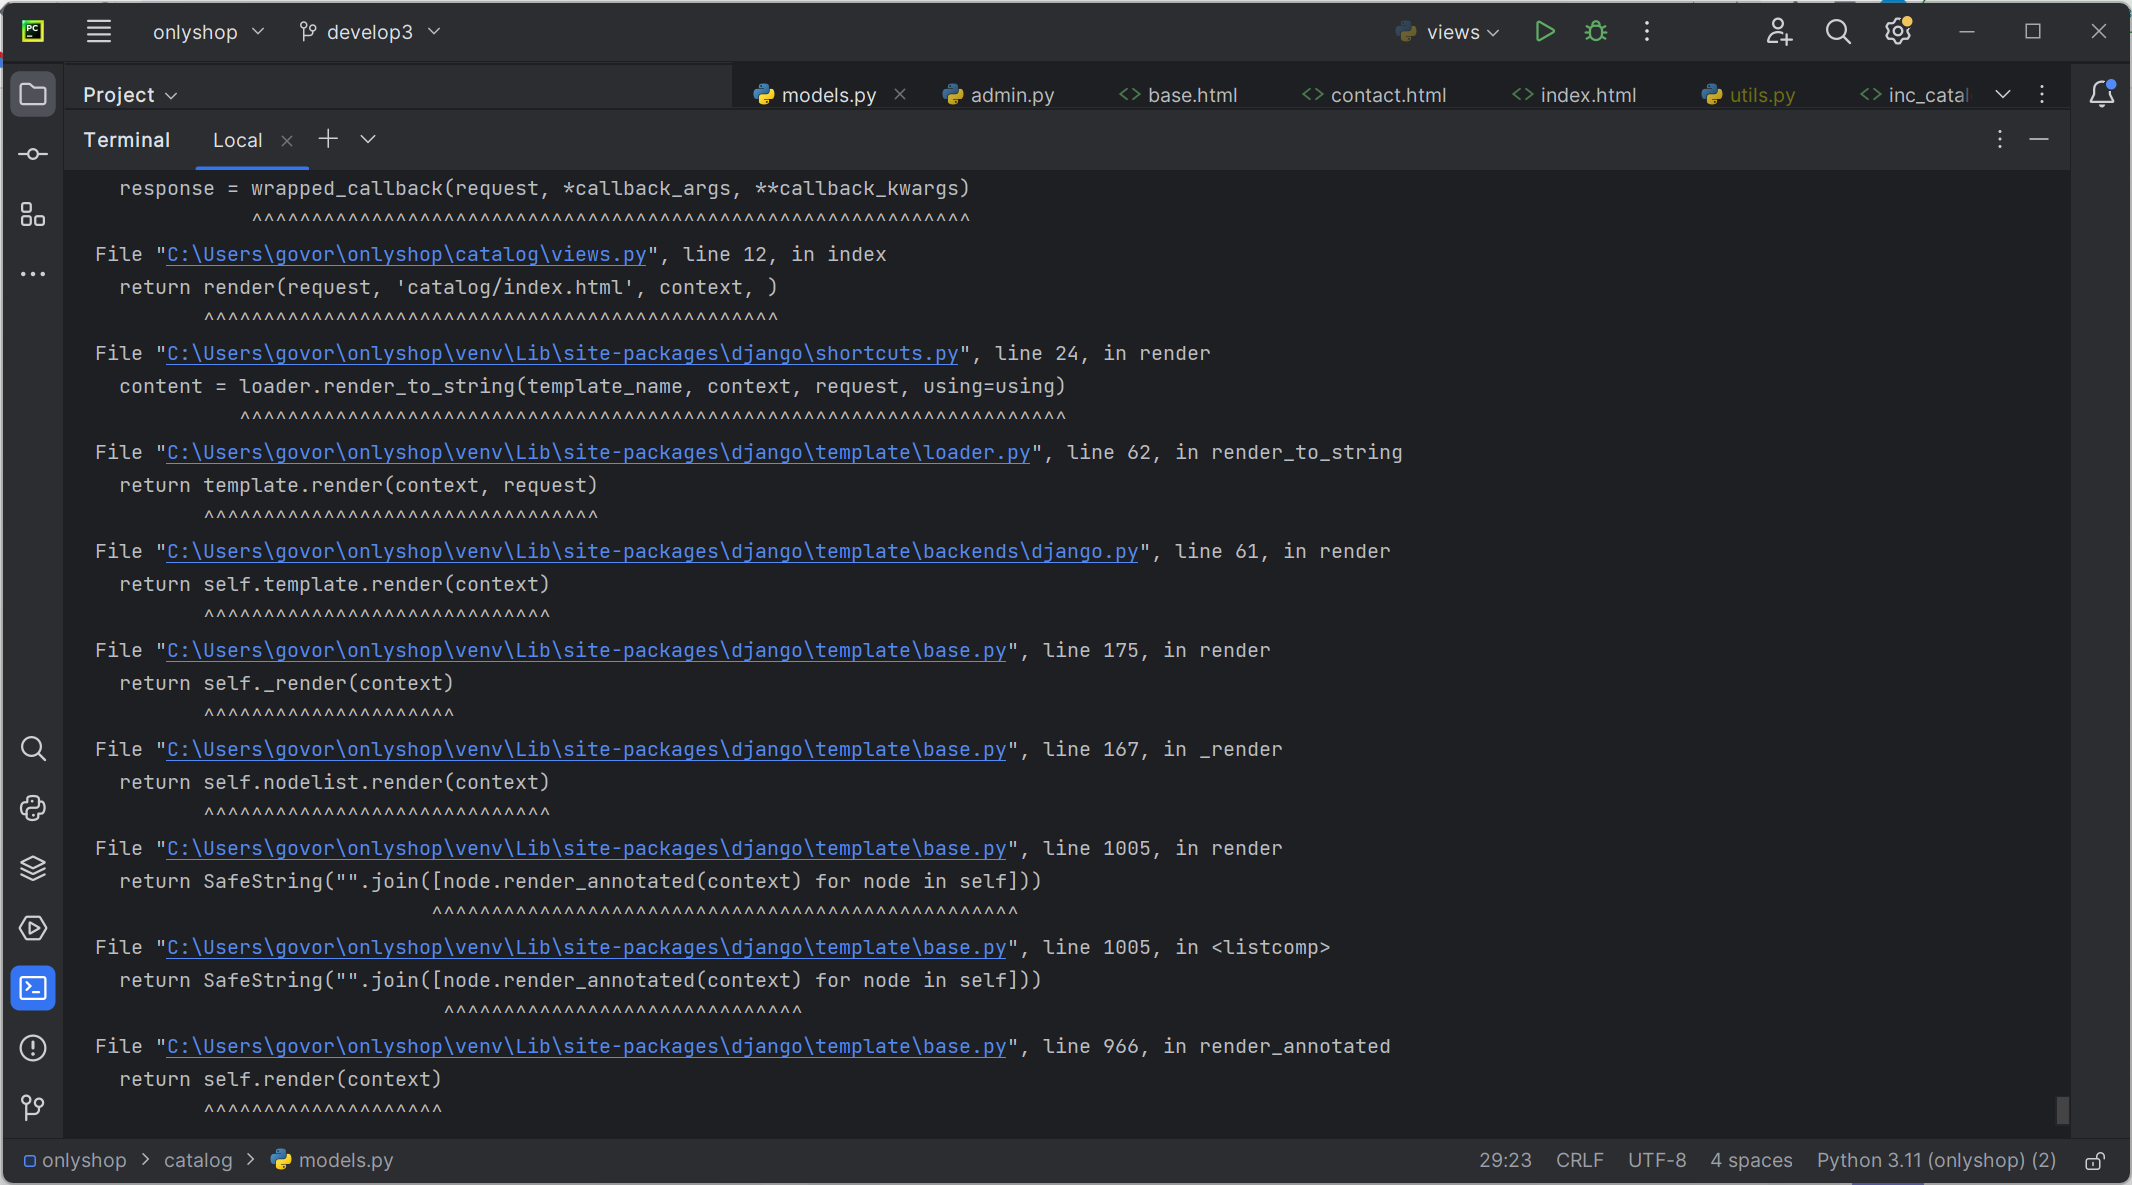 PC
onlyshop
develop3
views
Project
models.py
admin.py
<> base.html
<> contact.html
<> index.html
utils.py
<> inc_catal
Terminal
Local
response = wrapped_callback(request, *callback_args, **callback_kwargs)
^^^^^^^^^^^^^^^^^^^^^^^^^^^^^^^^^^^^^^^^^^^^^^^^^^^^^^^^^^^^
File "C:\Users\govor\onlyshop\catalog\views.py", line 12, in index
return render(request, 'catalog/index.html', context, )
^^^^^^^^^^^^^^^^^^^^^^^^^^^^^^^^^^^^^^^^^^^^^^^^
File "C:\Users\govor\onlyshop\venv\Lib\site-packages\django\shortcuts.py", line 24, in render
content = loader.render_to_string(template_name, context, request, using=using)
^^^^^^^^^^^^^^^^^^^^^^^^^^^^^^^^^^^^^^^^^^^^^^^^^^^^^^^^^^^^^^^^^^^^^
File "C:\Users\govor\onlyshop\venv\Lib\site-packages\django\template\loader.py", line 62, in render_to_string
return template.render(context, request)
^^^^^^^^^^^^^^^^^^^^^^^^^^^^^^^^^
File "C:\Users\govor\onlyshop\venv\Lib\site-packages\django\template\backends\django.py", line 61, in render
return self.template.render(context)
^^^^^^^^^^^^^^^^^^^^^^^^^^^^^
File "C:\Users\govor\onlyshop\venv\Lib\site-packages\django\template\base.py", line 175, in render
return self._render(context)
^^^^^^^^^^^^^^^^^^^^^
File "C:\Users\govor\onlyshop\venv\Lib\site-packages\django\template\base.py", line 167, in _render
return self.nodelist.render(context)
^^^^^^^^^^^^^^^^^^^^^^^^^^^^^
File "C:\Users\govor\onlyshop\venv\Lib\site-packages\django\template\base.py", line 1005, in render
return SafeString("".join([node.render_annotated(context) for node in self]))
^^^^^^^^^^^^^^^^^^^^^^^^^^^^^^^^^^^^^^^^^^^^^^^^^
File "C:\Users\govor\onlyshop\venv\Lib\site-packages\django\template\base.py", line 1005, in <listcomp>
return SafeString("".join([node.render_annotated(context) for node in self]))
^^^^^^^^^^^^^^^^^^^^^^^^^^^^^^
File "C:\Users\govor\onlyshop\venv\Lib\site-packages\django\template\base.py", line 966, in render_annotated
return self.render(context)
^^^^^^^^^^^^^^^^^^^^
onlyshop > catalog > models.py
29:23 CRLF UTF-8 4 spaces Python 3.11 (onlyshop) (2)